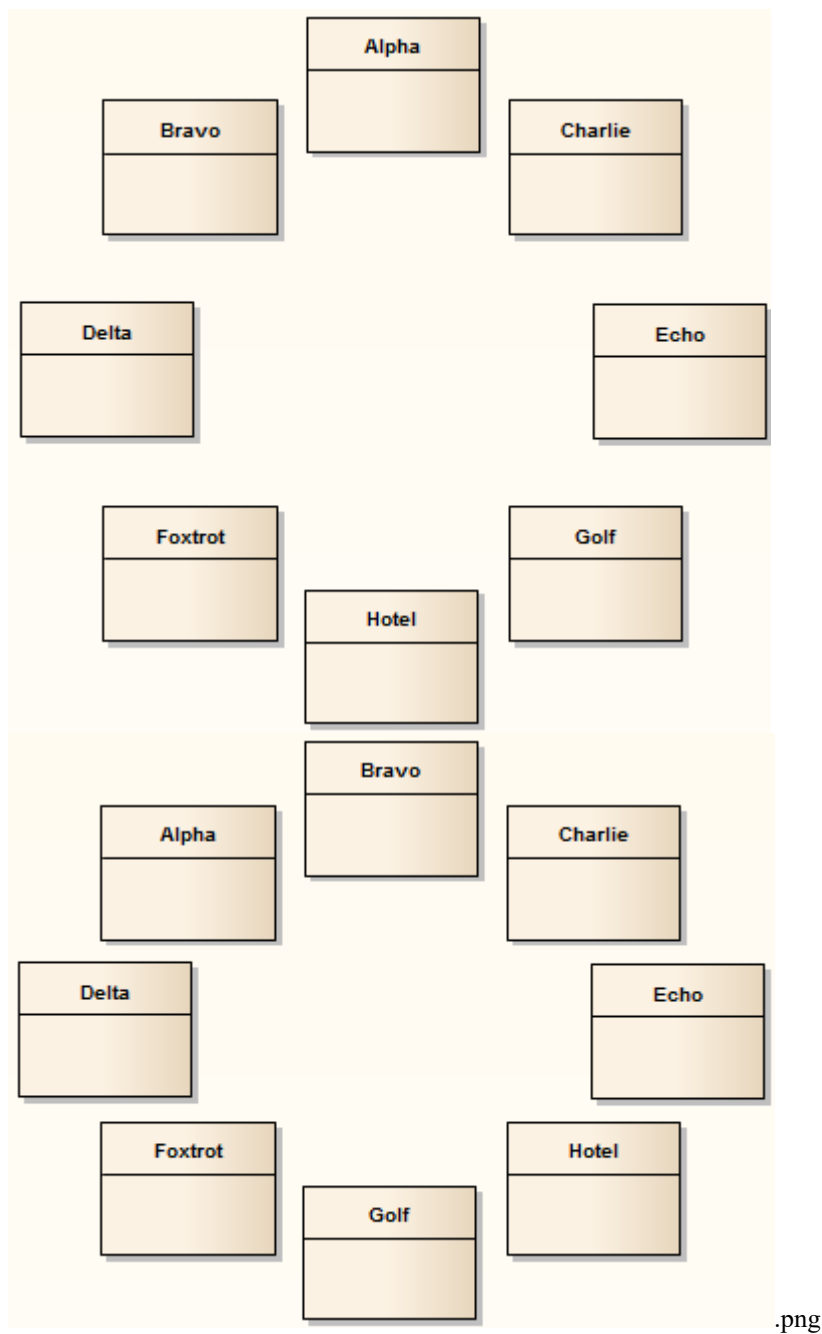 Alpha
Bravo
Charlie
Delta
Echo
Foxtrot
Golf
Hotel
Bravo
Alpha
Charlie
Delta
Echo
Foxtrot
Hotel
Golf
.png